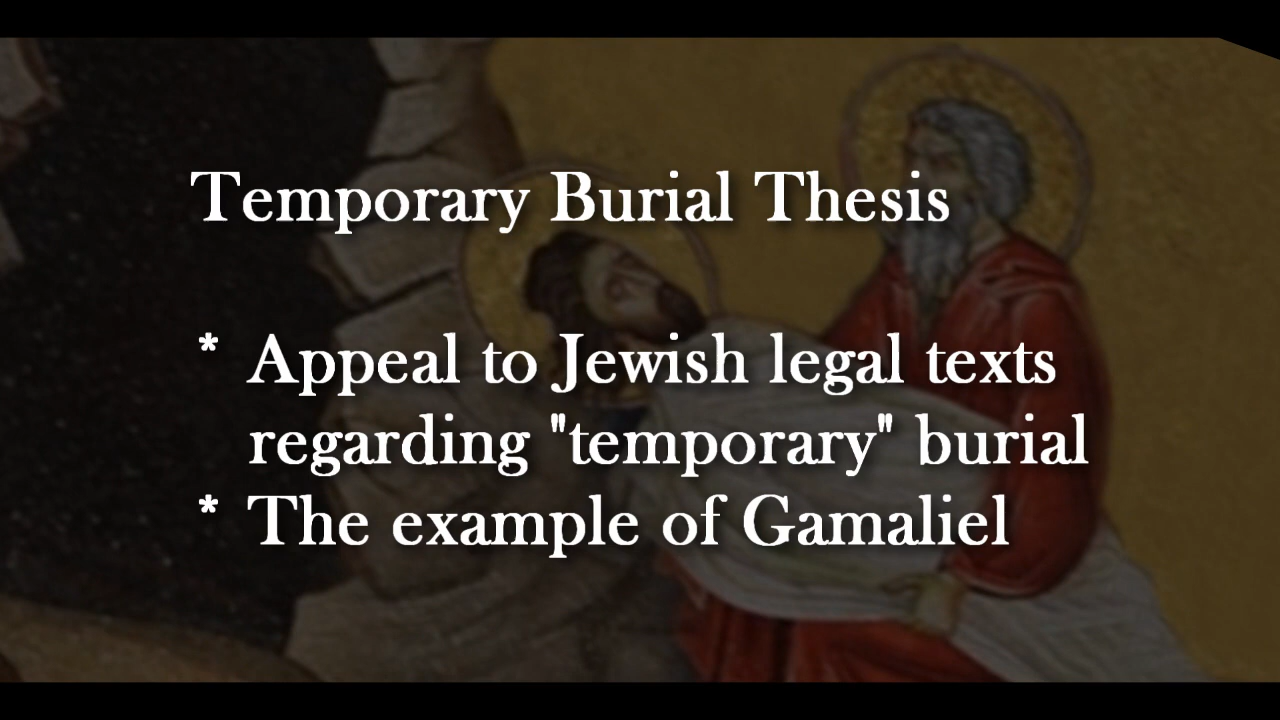 Temporary Burial Thesis
* Appeal to Jewish legal texts
regarding "temporary" burial
* The example of Gamaliel